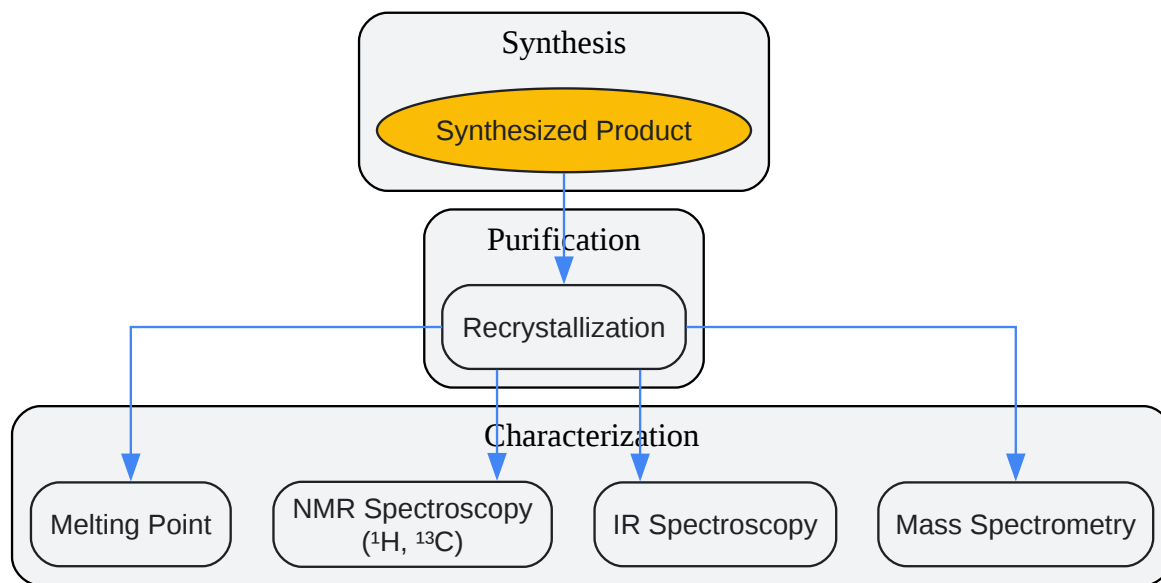 Synthesis
Synthesized Product
Purification
Recrystallization
Characterization
Melting Point
NMR Spectroscopy
(¹H, ¹³C)
IR Spectroscopy
Mass Spectrometry